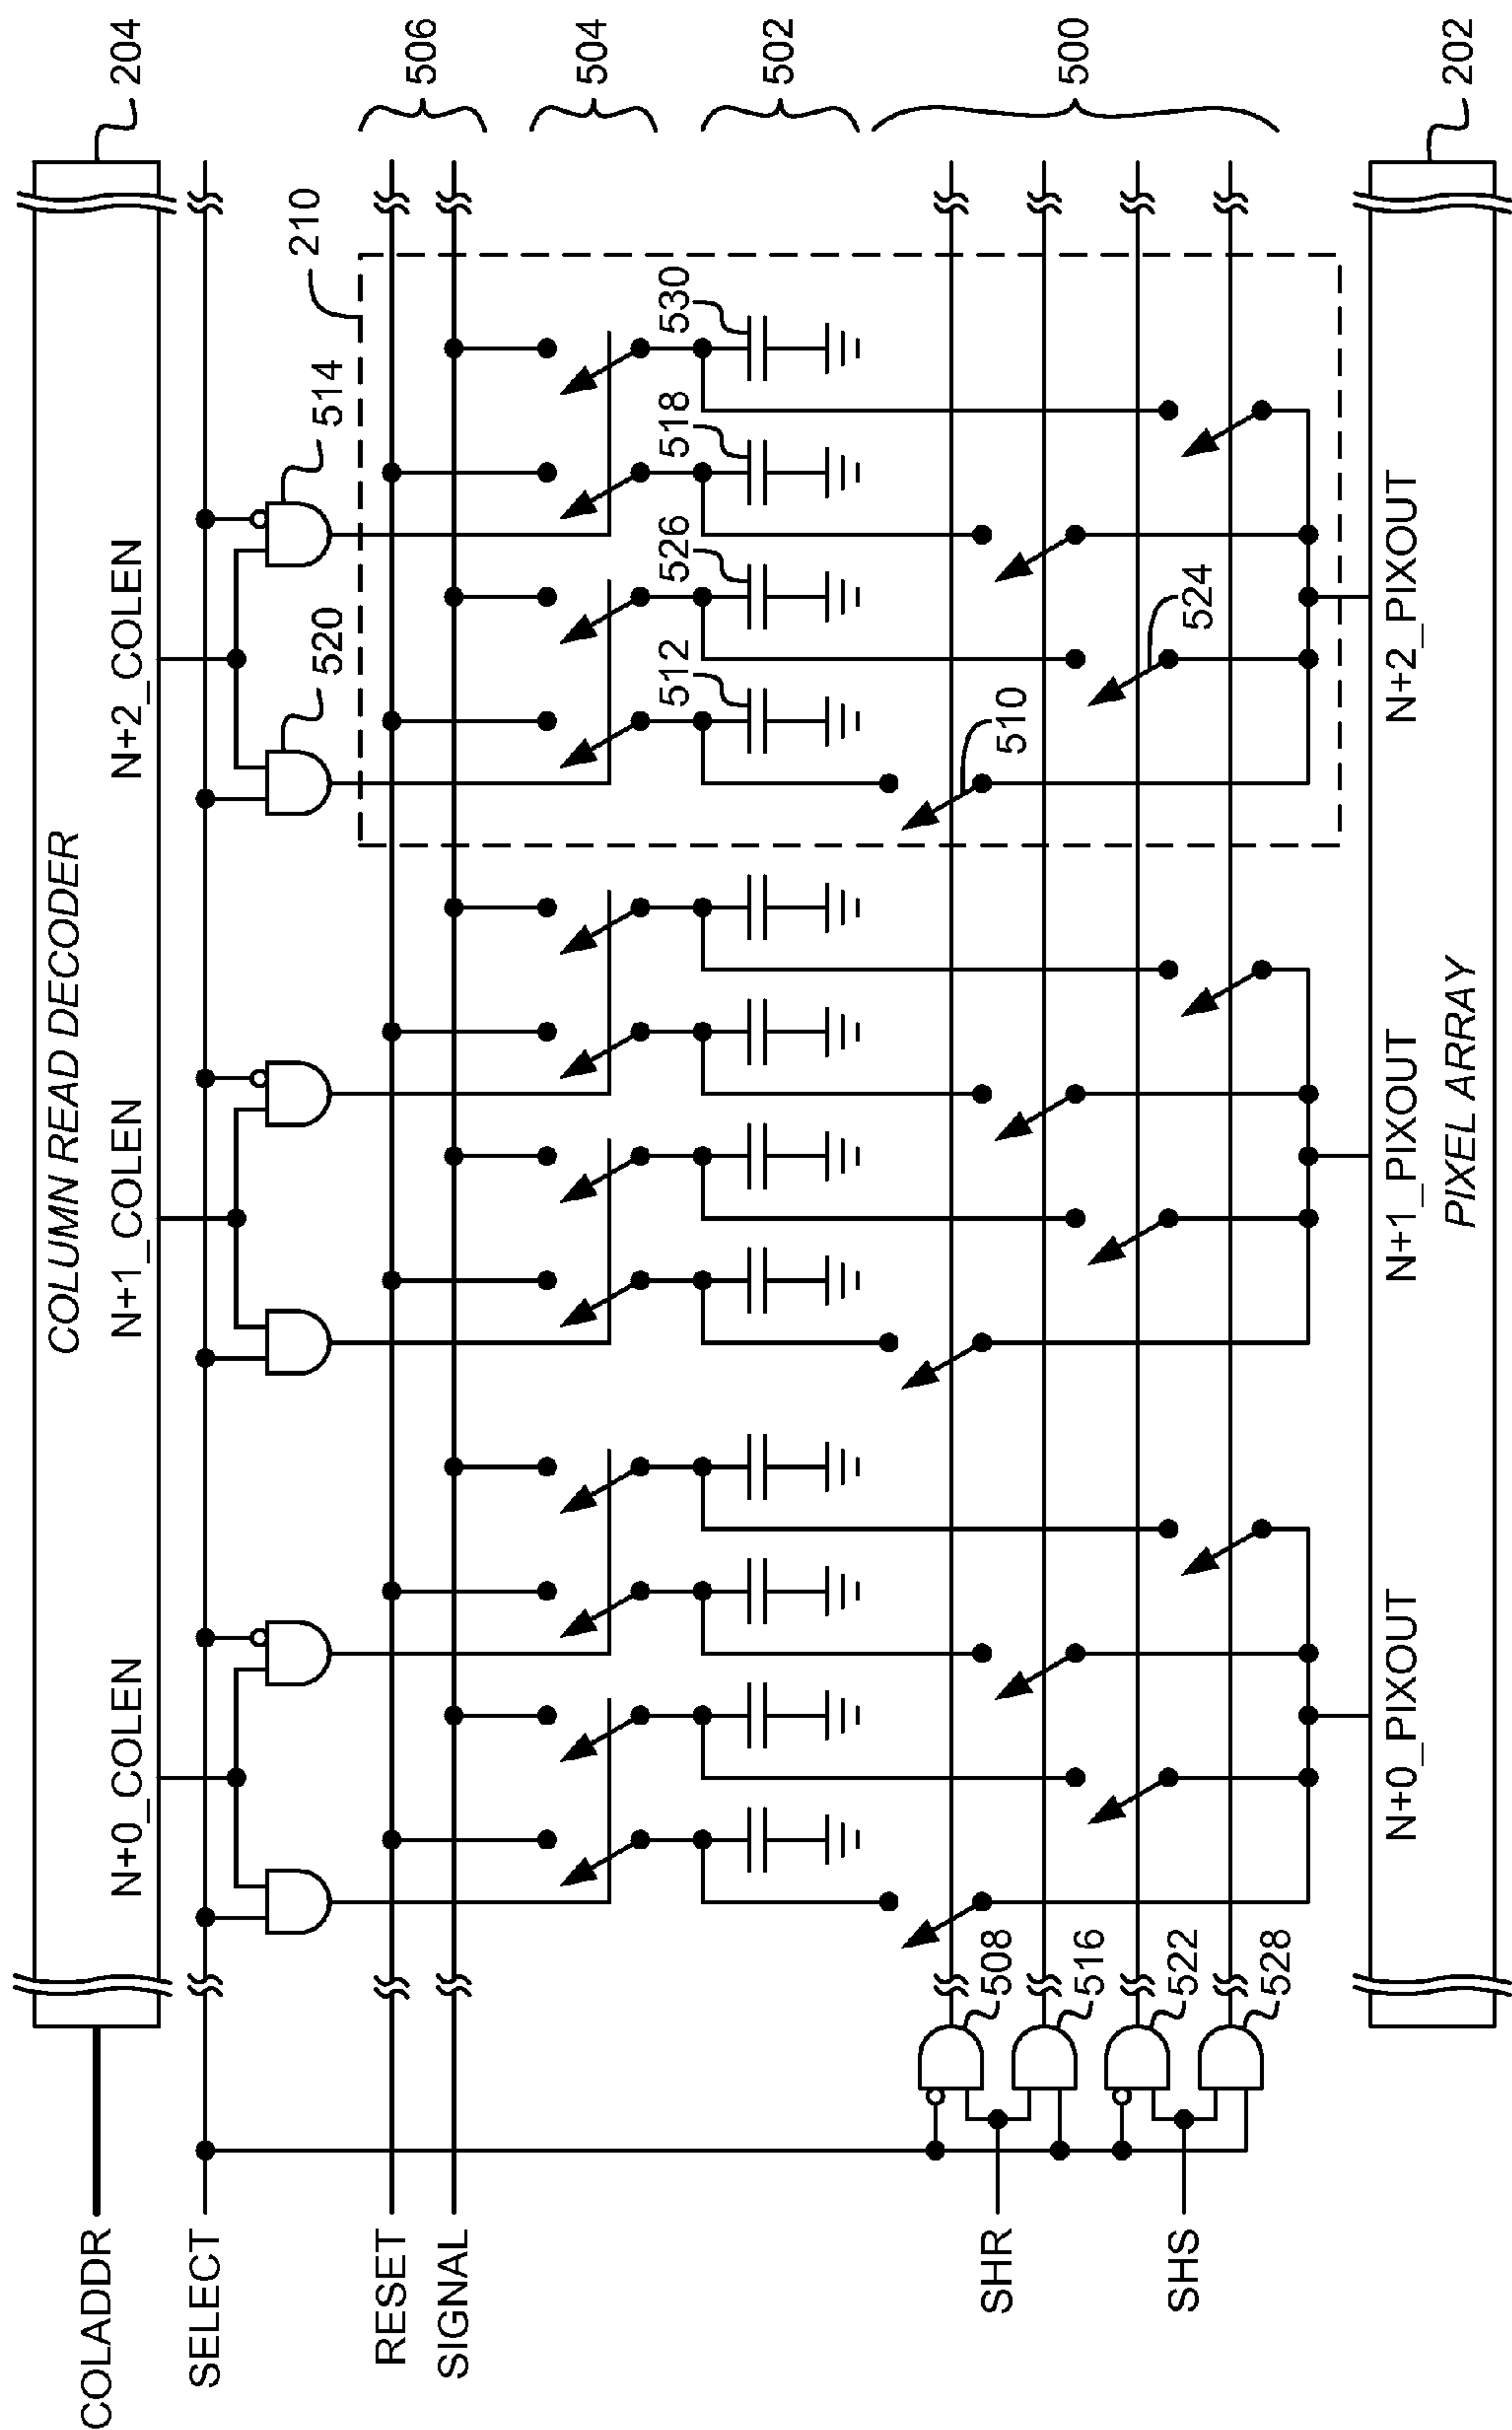 COLADDR
COLUMN READ DECODER
204
N+0_COLEN
N+1_COLEN
N+2_COLEN
SELECT
520
514
210
RESET
506
SIGNAL
504
512
526
518
530
502
510
524
500
SHR
508
516
SHS
522
528
N+0_PIXOUT
N+1_PIXOUT
N+2_PIXOUT
PIXEL ARRAY
202